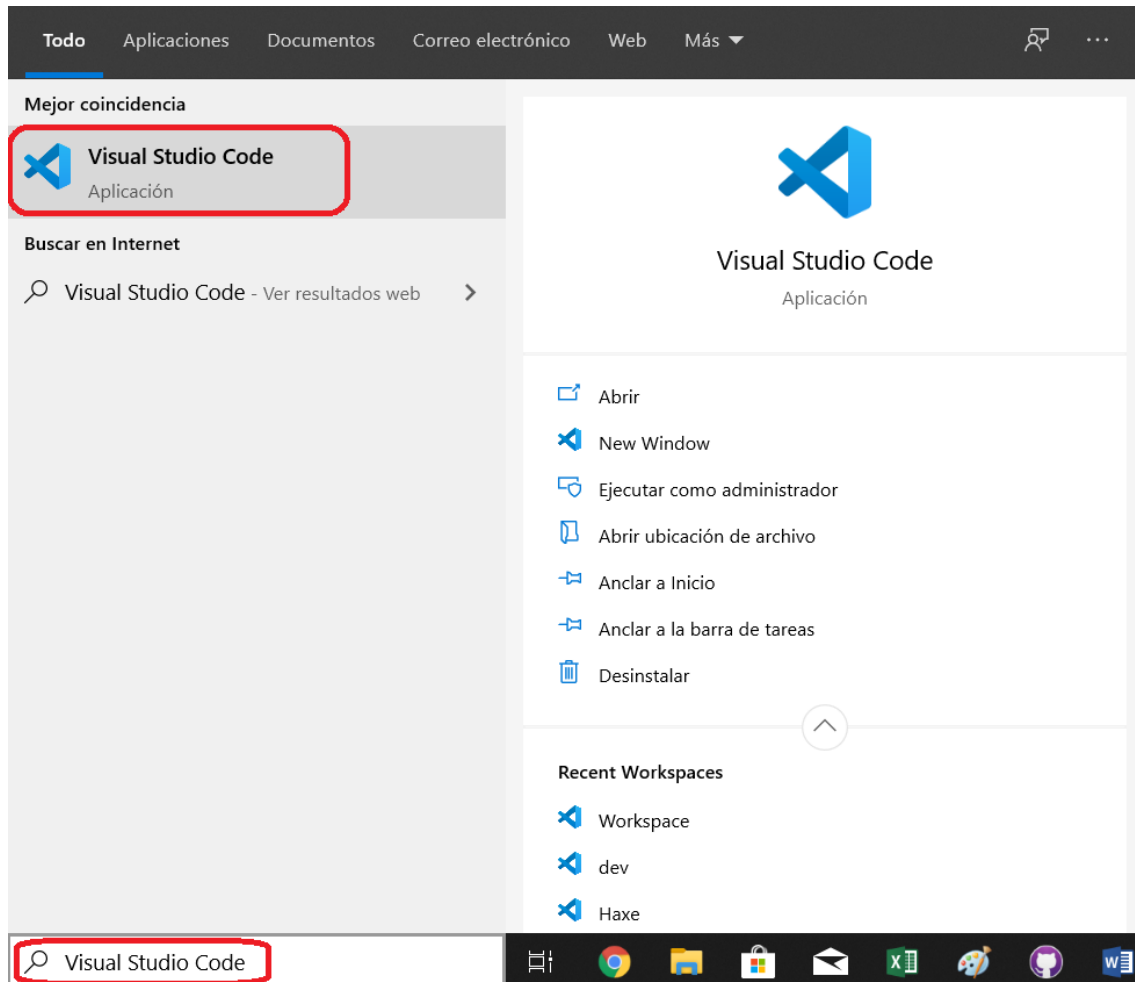 Todo Aplicaciones Documentos Correo electrónico Web Más
Mejor coincidencia
Visual Studio Code
Aplicación
Buscar en Internet
Visual Studio Code - Ver resultados web
Visual Studio Code
Aplicación
Abrir
New Window
Ejecutar como administrador
Abrir ubicación de archivo
Anclar a Inicio
Anclar a la barra de tareas
Desinstalar
Recent Workspaces
Workspace
dev
Haxe
Visual Studio Code